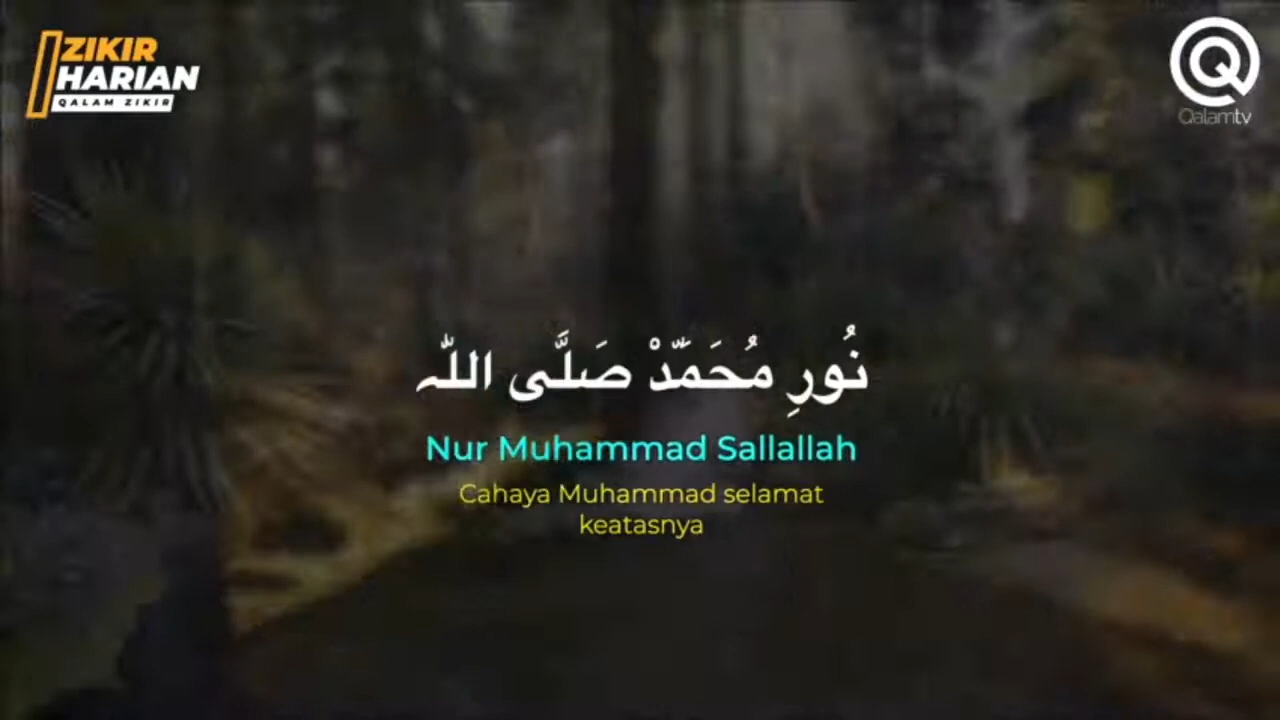 ZIKIR
HARIAN
QALAM ZIKIR
Qalamtv
نُورِ مُحَمَّدْ صَلَّى اللّٰه
Nur Muhammad Sallallah
Cahaya Muhammad selamat
keatasnya